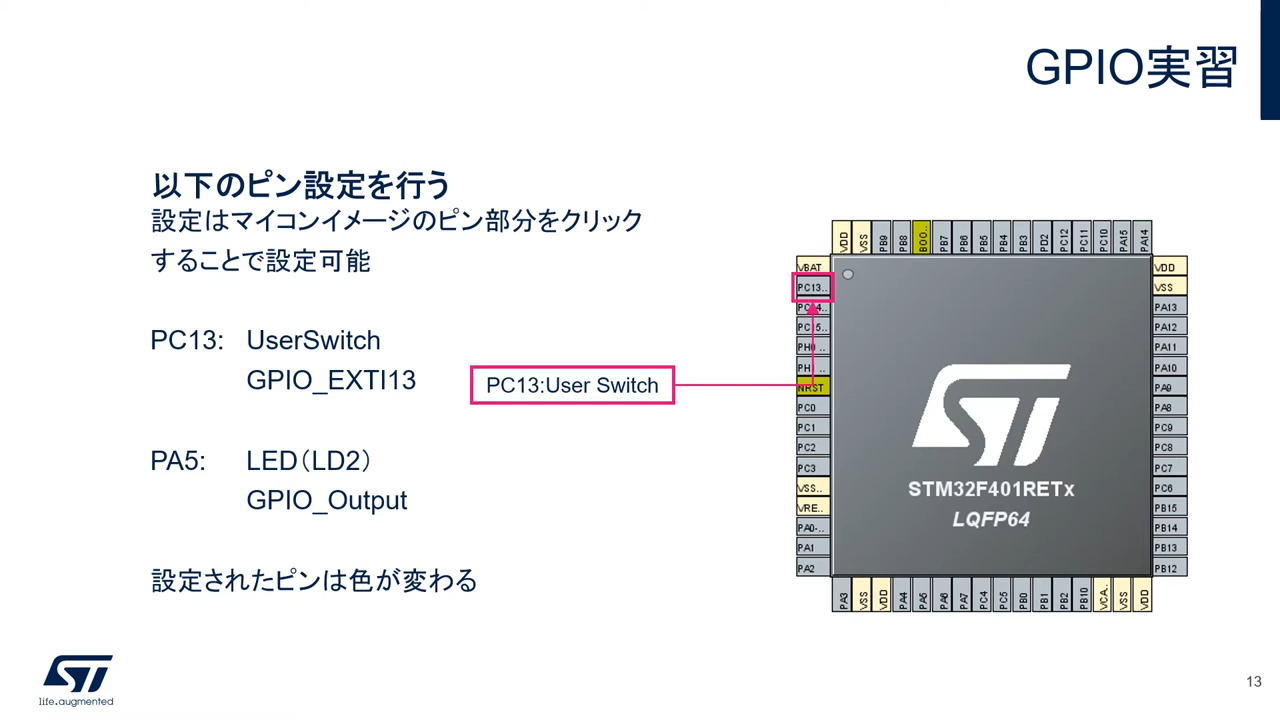 GPIO実習
以下のピン設定を行う
設定はマイコンイメージのピン部分をクリック
することで設定可能
PC13: UserSwitch
GPIO_EXTI13
PA5: LED（LD2）
GPIO_Output
設定されたピンは色が変わる
PC13:User Switch
VDD
VSS
PB9
PB8
BOO..
PB7
PB6
PB5
PB4
PB3
PD2
PC12
PC11
PC10
PA15
PA14
VBAT
PC13..
PC15..
NRST
PC0
PC1
PC2
PC3
VSS..
VRE..
PA0-..
PA1
PA2
VDD
VSS
PA13
PA12
PA11
PA10
PA9
PA8
PC9
PC8
PC7
PC6
PB15
PB14
PB13
PB12
PA3
VSS
VDD
PA4
PA5
PA6
PA7
PC4
PC5
PB0
PB1
PB2
PB10
VCA..
VSS
VDD
STM32F401RETx
LQFP64
ST
life.augmented
13